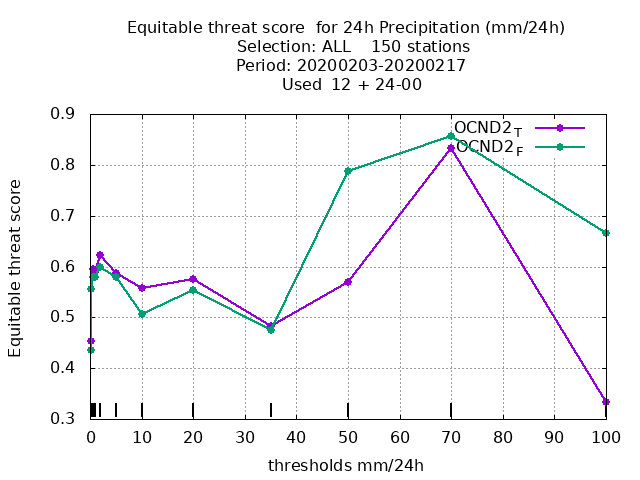 Equitable threat score  for 24h Precipitation (mm/24h)
Selection: ALL    150 stations
Period: 20200203-20200217
Used  12 + 24-00
OCND2T
OCND2F
Equitable threat score
0.9
0.8
0.7
0.6
0.5
0.4
0.3
0 10 20 30 40 50 60 70 80 90 100
thresholds mm/24h